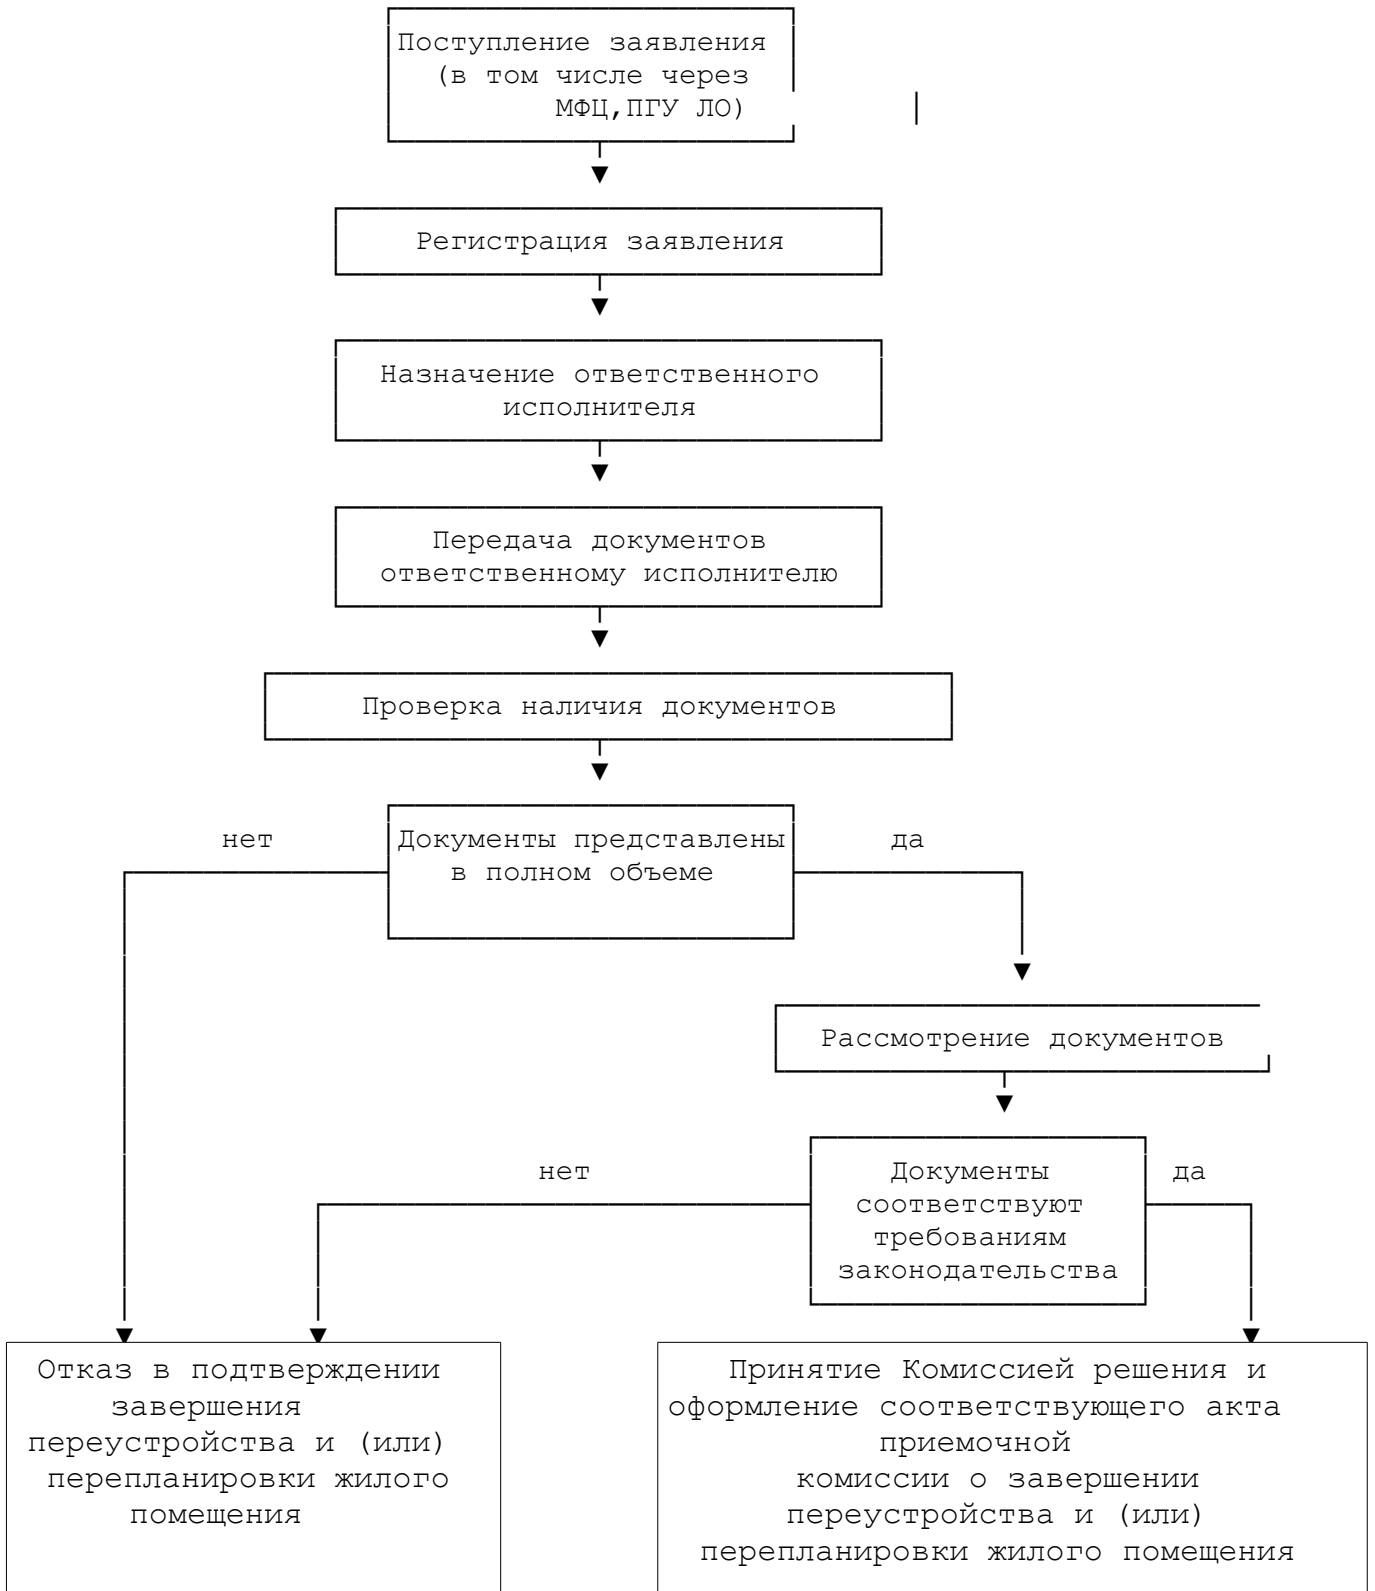 Поступление заявления
(в том числе через
МФЦ,ПГУ ЛО)
Регистрация заявления
Назначение ответственного
исполнителя
Передача документов
ответственному исполнителю
Проверка наличия документов
нет
Документы представлены
в полном объеме
да
Рассмотрение документов
нет
Документы
соответствуют
требованиям
законодательства
да
Отказ в подтверждении
завершения
переустройства и (или)
перепланировки жилого
помещения
Принятие Комиссией решения и
оформление соответствующего акта
приемочной
комиссии о завершении
переустройства и (или)
перепланировки жилого помещения